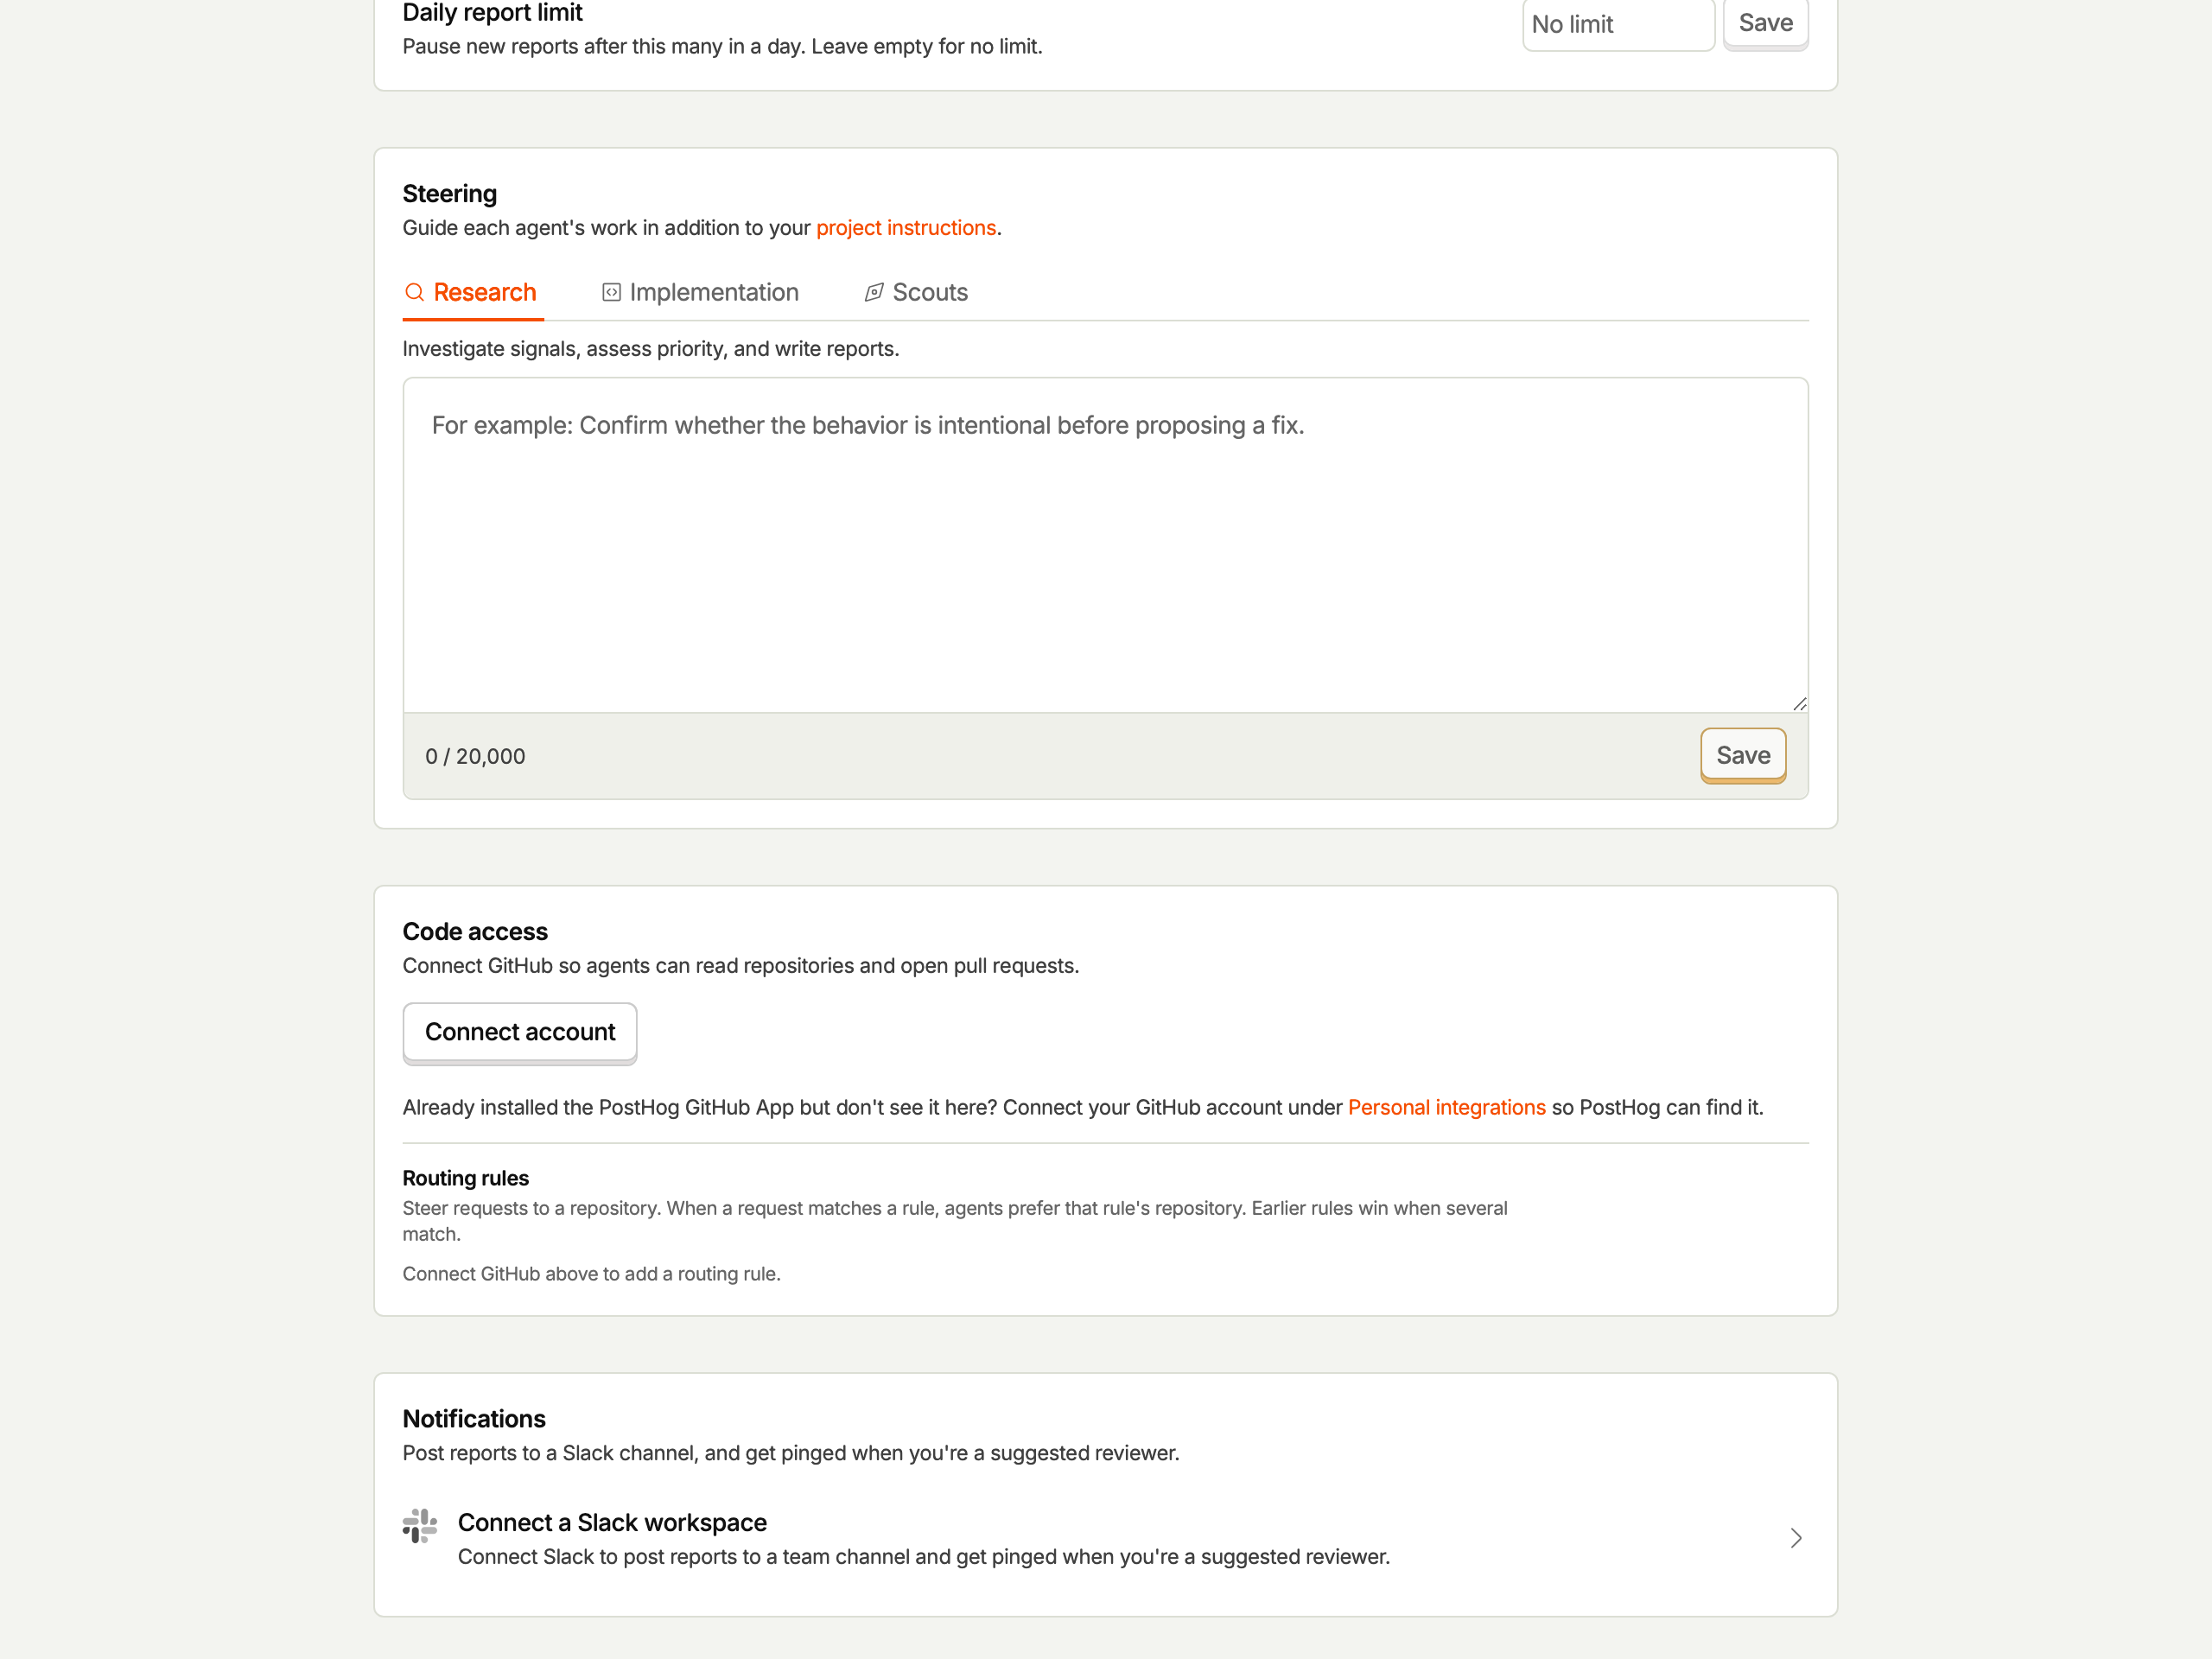 Daily report limit
Pause new reports after this many in a day. Leave empty for no limit.
No limit
Save
Steering
Guide each agent's work in addition to your project instructions.
Research
Implementation
Scouts
Investigate signals, assess priority, and write reports.
For example: Confirm whether the behavior is intentional before proposing a fix.
0 / 20,000
Save
Code access
Connect GitHub so agents can read repositories and open pull requests.
Connect account
Already installed the PostHog GitHub App but don't see it here? Connect your GitHub account under Personal integrations so PostHog can find it.
Routing rules
Steer requests to a repository. When a request matches a rule, agents prefer that rule's repository. Earlier rules win when several
match.
Connect GitHub above to add a routing rule.
Notifications
Post reports to a Slack channel, and get pinged when you're a suggested reviewer.
Connect a Slack workspace
Connect Slack to post reports to a team channel and get pinged when you're a suggested reviewer.